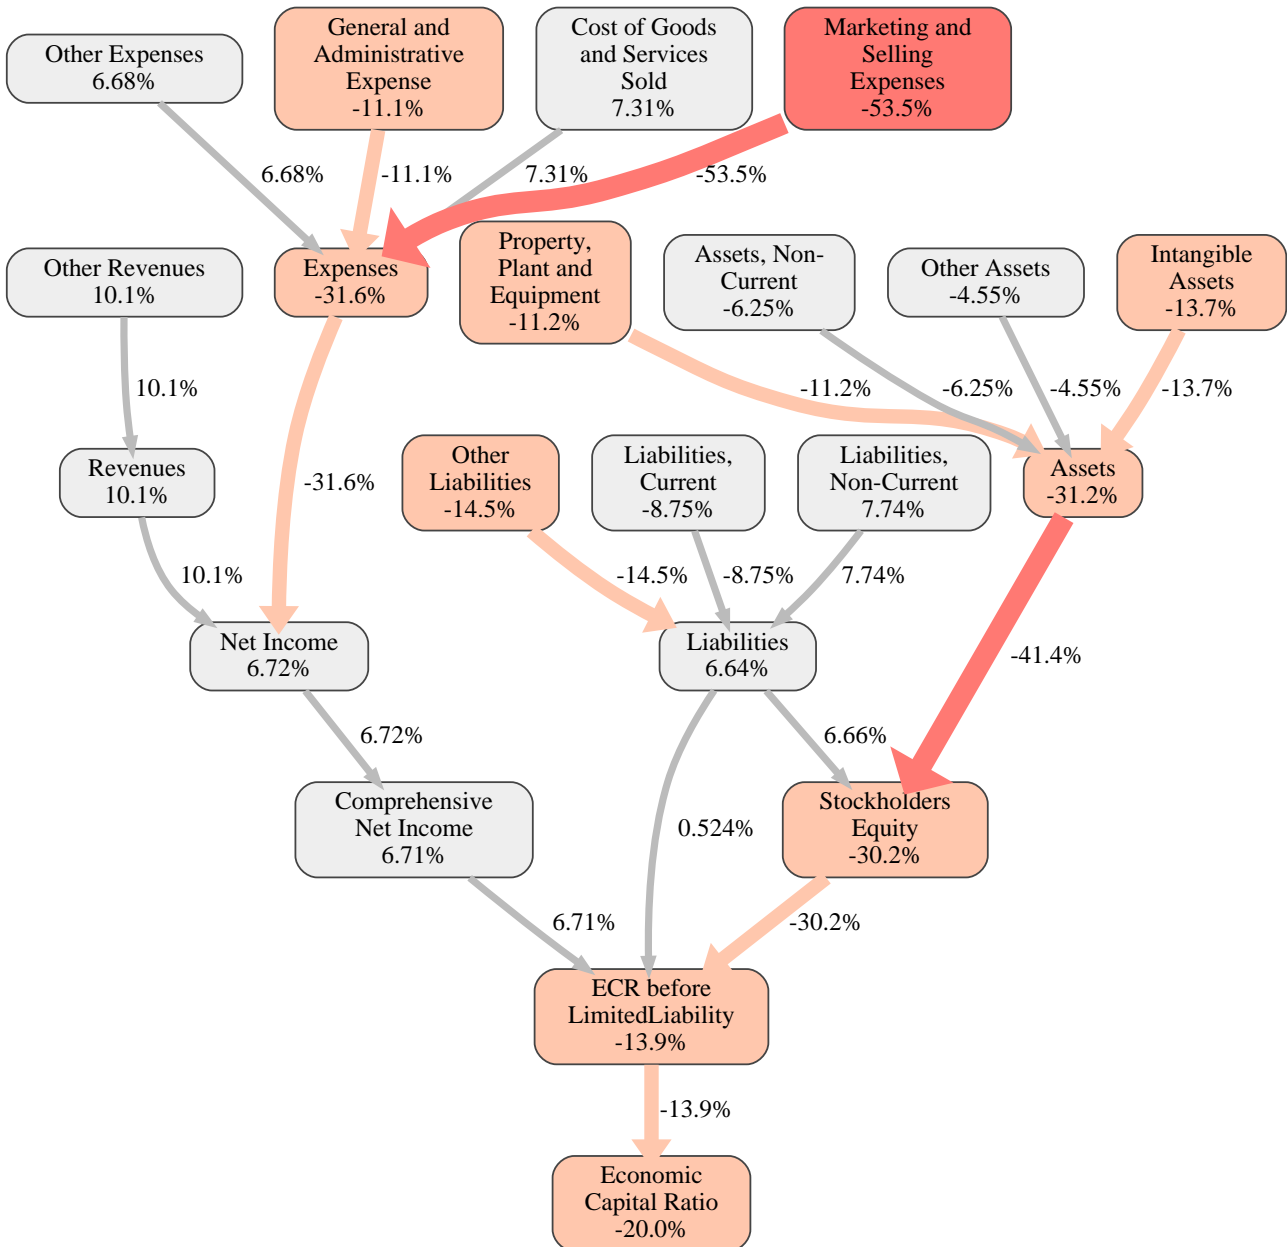 Other Expenses
6.68%
General and
Administrative
Expense
-11.1%
Cost of Goods
and Services
Sold
7.31%
Marketing and
Selling
Expenses
-53.5%
6.68%
-11.1%
7.31%
-53.5%
Other Revenues
10.1%
Expenses
-31.6%
Property,
Plant and
Equipment
-11.2%
Assets, Non-
Current
-6.25%
Other Assets
-4.55%
Intangible
Assets
-13.7%
10.1%
-11.2%
-6.25%
-4.55%
-13.7%
Revenues
10.1%
-31.6%
Other
Liabilities
-14.5%
Liabilities,
Current
-8.75%
Liabilities,
Non-Current
7.74%
Assets
-31.2%
10.1%
-14.5%
-8.75%
7.74%
Net Income
6.72%
Liabilities
6.64%
-41.4%
6.72%
6.66%
Comprehensive
Net Income
6.71%
0.524%
Stockholders
Equity
-30.2%
6.71%
-30.2%
ECR before
LimitedLiability
-13.9%
-13.9%
Economic
Capital Ratio
-20.0%